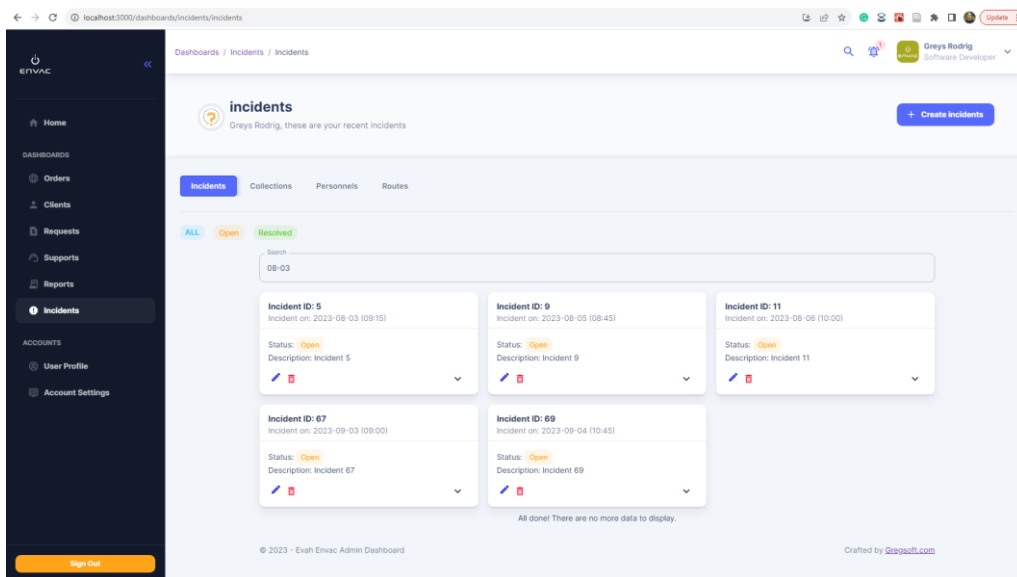 localhost:3000/dashboards/incidents/incidents
Update
ENVAC
Home
DASHBOARDS
Orders
Clients
Requests
Supports
Reports
Incidents
ACCOUNTS
User Profile
Account Settings
Sign Out
Dashboards / Incidents / Incidents
1
Greys Rodrig
Software Developer
incidents
Greys Rodrig, these are your recent incidents
+ Create incidents
Incidents Collections Personnels Routes
ALL Open Resolved
Search
08-03
Incident ID: 5
Incident on: 2023-08-03 (09:15)
Status: Open
Description: Incident 5
Incident ID: 9
Incident on: 2023-08-05 (08:45)
Status: Open
Description: Incident 9
Incident ID: 11
Incident on: 2023-08-06 (10:00)
Status: Open
Description: Incident 11
Incident ID: 67
Incident on: 2023-09-03 (09:00)
Status: Open
Description: Incident 67
Incident ID: 69
Incident on: 2023-09-04 (10:45)
Status: Open
Description: Incident 69
All done! There are no more data to display.
© 2023 - Evah Envac Admin Dashboard
Crafted by Gregsoft.com